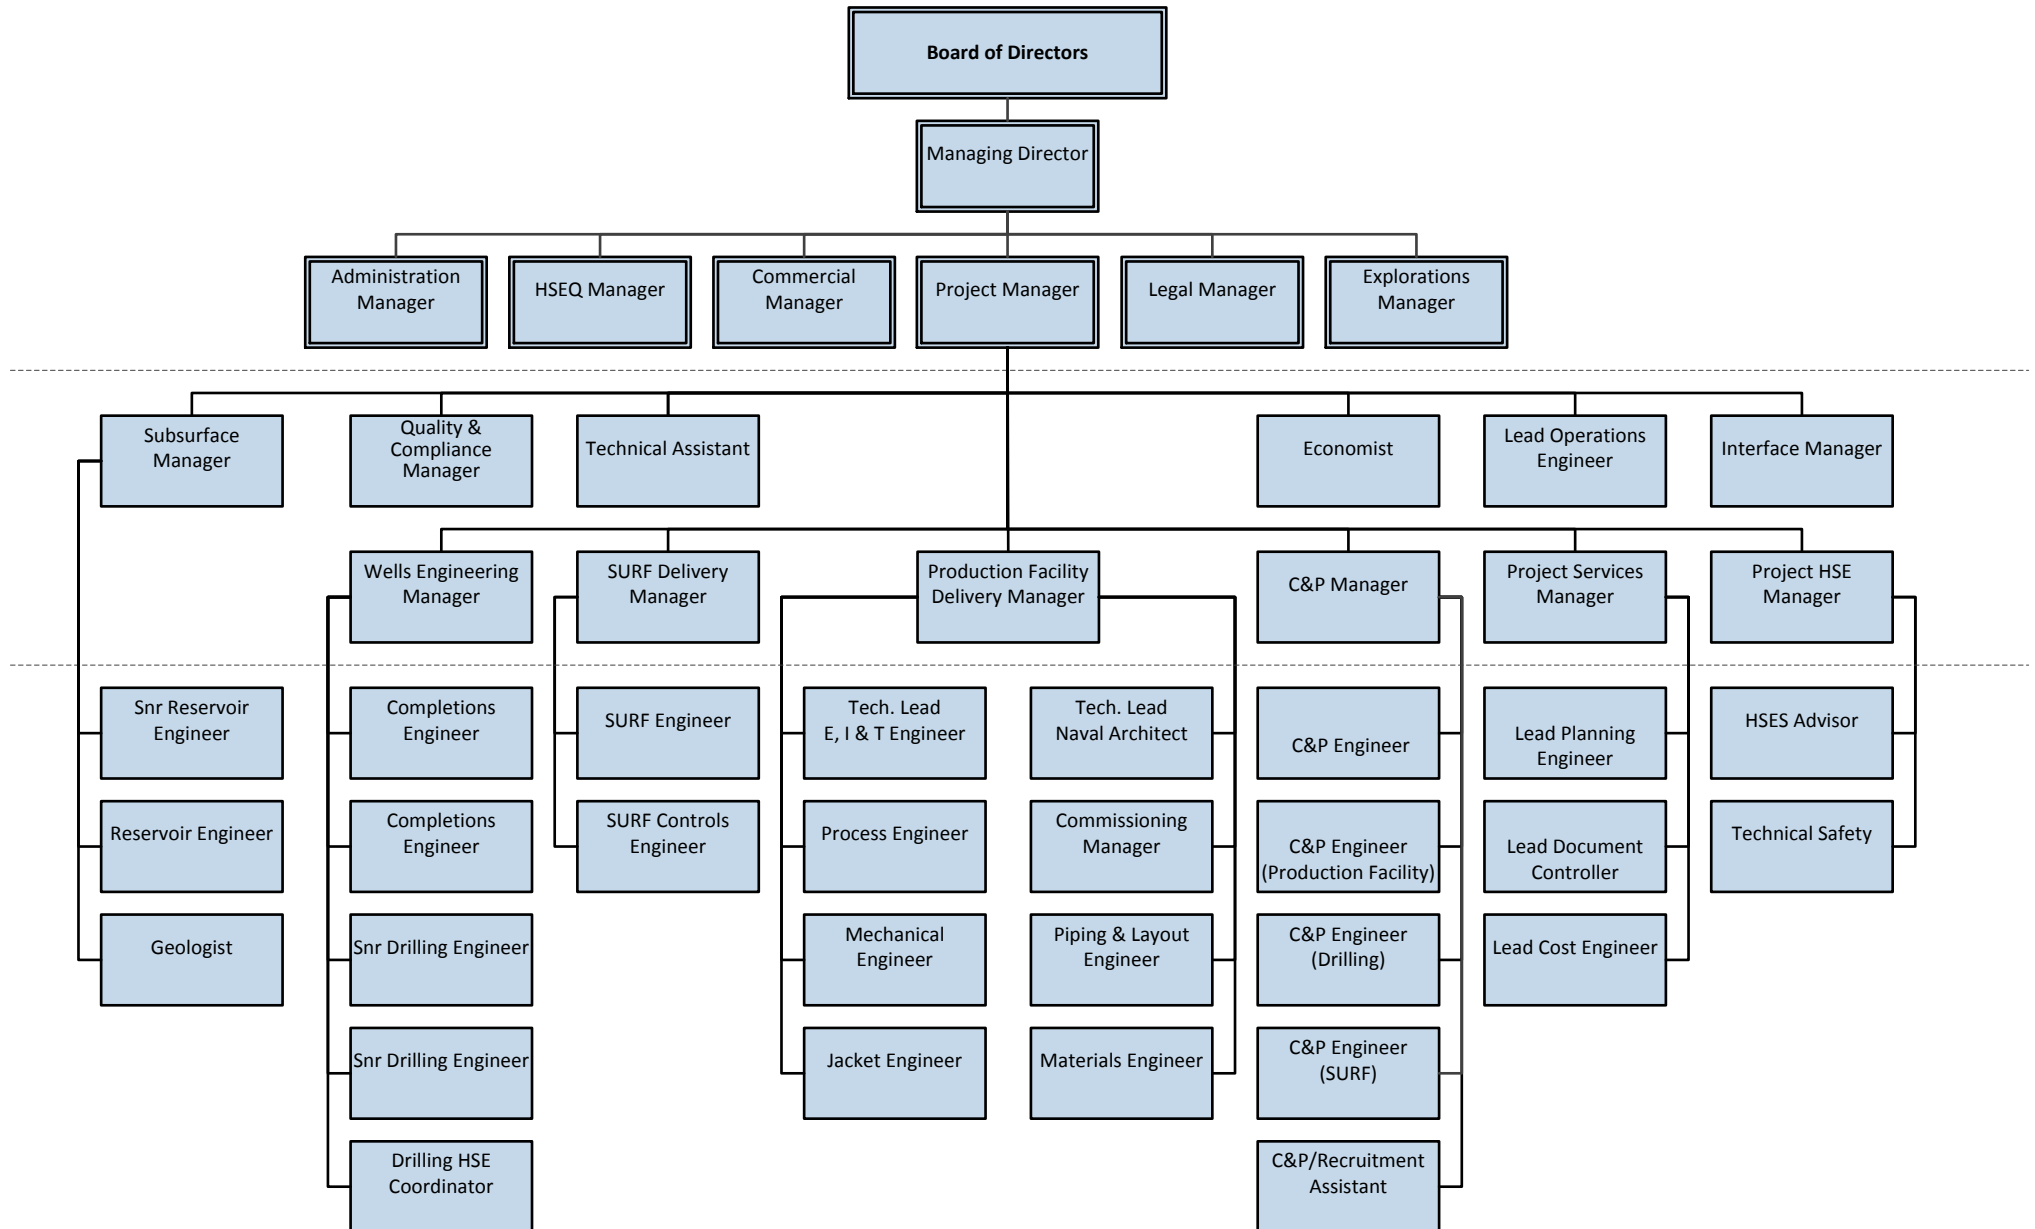 Board of Directors
Managing Director
Administration
Manager
HSEQ Manager
Commercial
Manager
Project Manager
Legal Manager
Explorations
Manager
Subsurface
Manager
Quality &
Compliance
Manager
Technical Assistant
Economist
Lead Operations
Engineer
Interface Manager
Wells Engineering
Manager
SURF Delivery
Manager
Production Facility
Delivery Manager
C&P Manager
Project Services
Manager
Project HSE
Manager
Snr Reservoir
Engineer
Completions
Engineer
SURF Engineer
Tech. Lead
E, I & T Engineer
Tech. Lead
Naval Architect
C&P Engineer
Lead Planning
Engineer
HSES Advisor
Reservoir Engineer
Completions
Engineer
SURF Controls
Engineer
Process Engineer
Commissioning
Manager
C&P Engineer
(Production Facility)
Lead Document
Controller
Technical Safety
Geologist
Snr Drilling Engineer
Mechanical
Engineer
Piping & Layout
Engineer
C&P Engineer
(Drilling)
Lead Cost Engineer
Snr Drilling Engineer
Jacket Engineer
Materials Engineer
C&P Engineer
(SURF)
Drilling HSE
Coordinator
C&P/Recruitment
Assistant